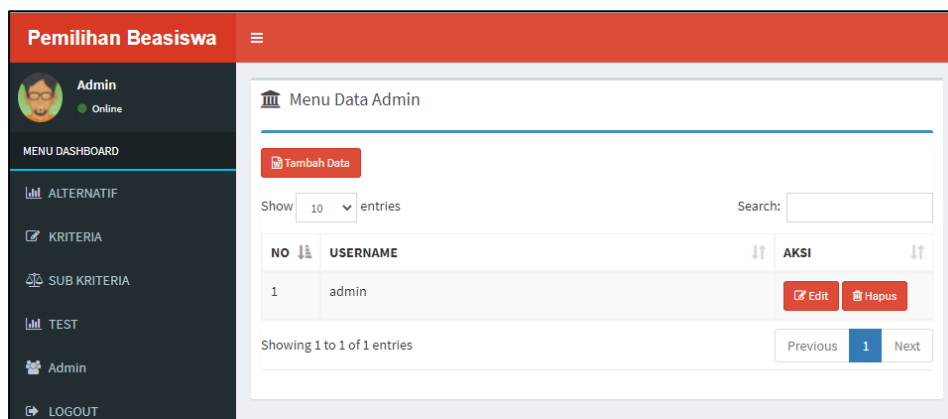 Pemilihan Beasiswa
Admin
Online
MENU DASHBOARD
ALTERNATIF
KRITERIA
SUB KRITERIA
TEST
Admin
LOGOUT
Menu Data Admin
Tambah Data
Show 10 entries Search:
NO USERNAME AKSI
1 admin Edit Hapus
Showing 1 to 1 of 1 entries Previous 1 Next